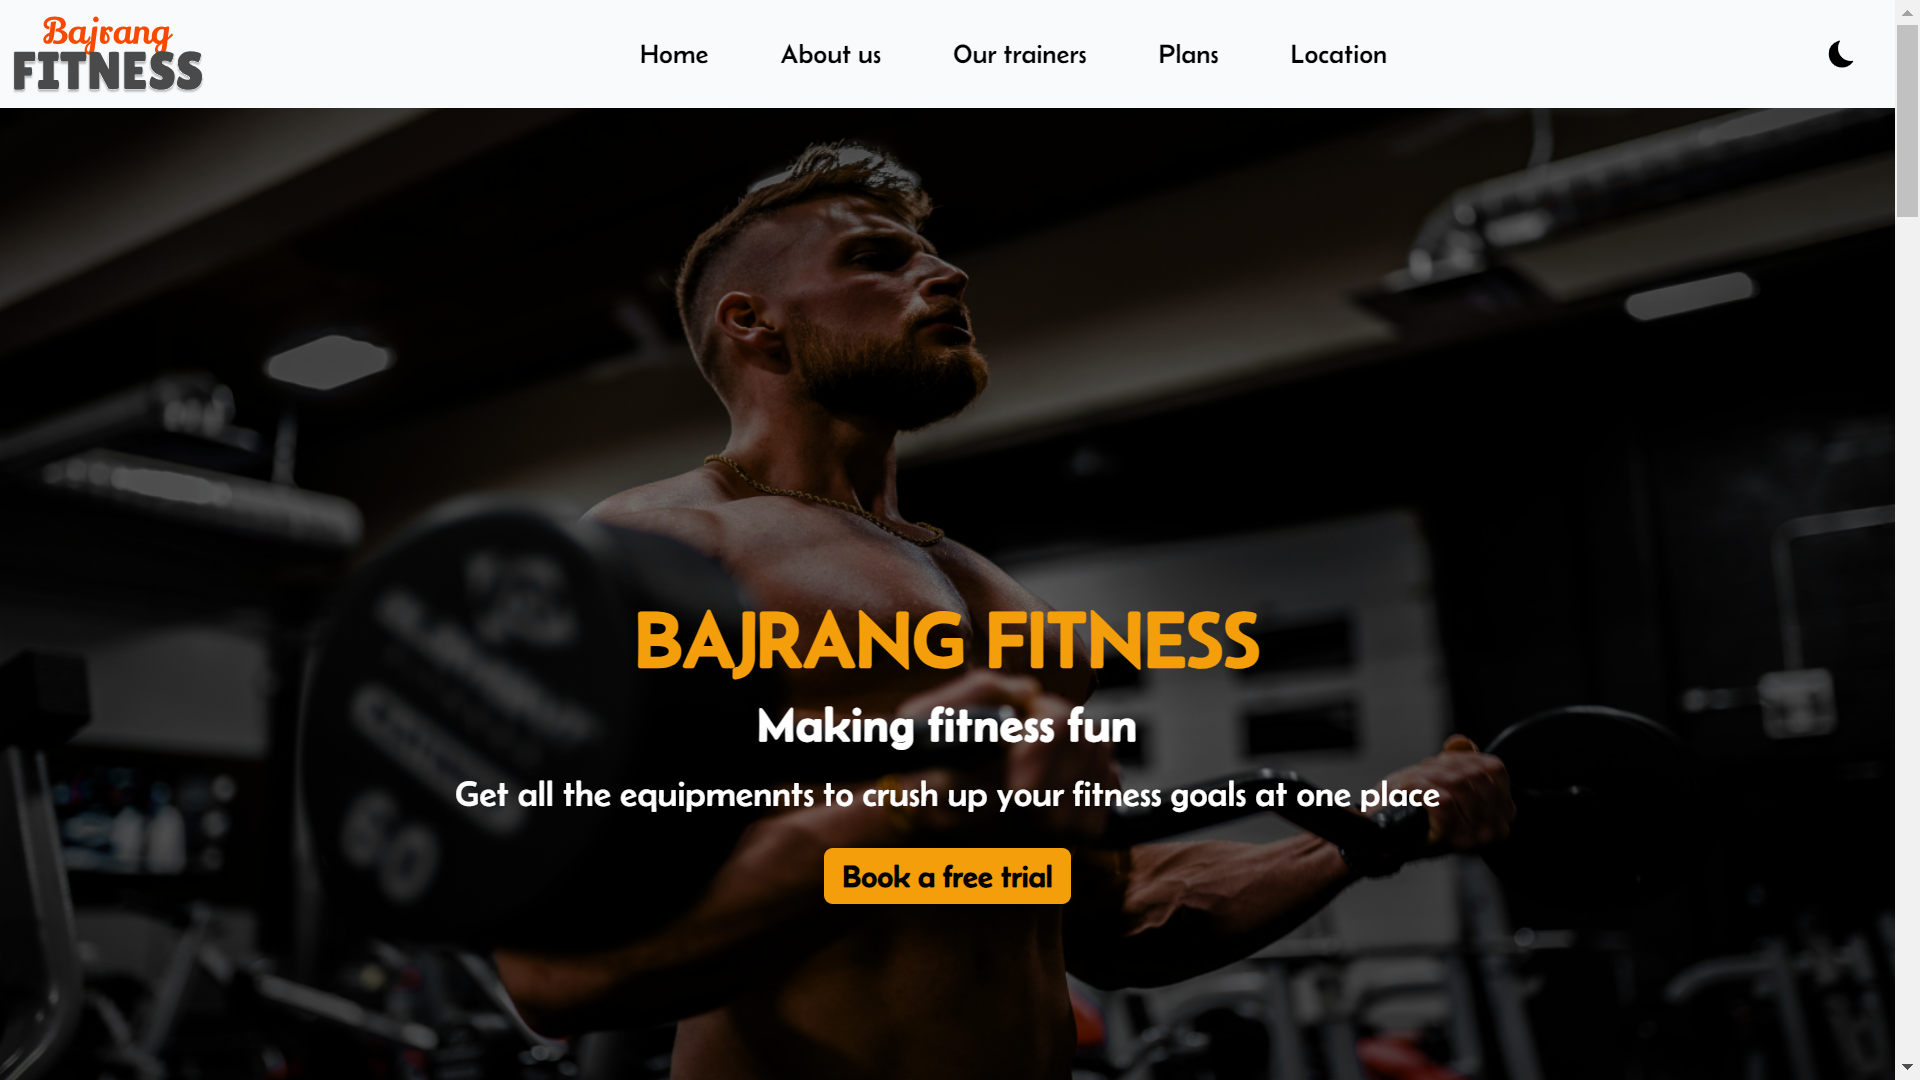 Bajrang
FITNESS
Home
About us
Our trainers
Plans
Location
BAJRANG FITNESS
Making fitness fun
Get all the equipmennts to crush up your fitness goals at one place
Book a free trial
60